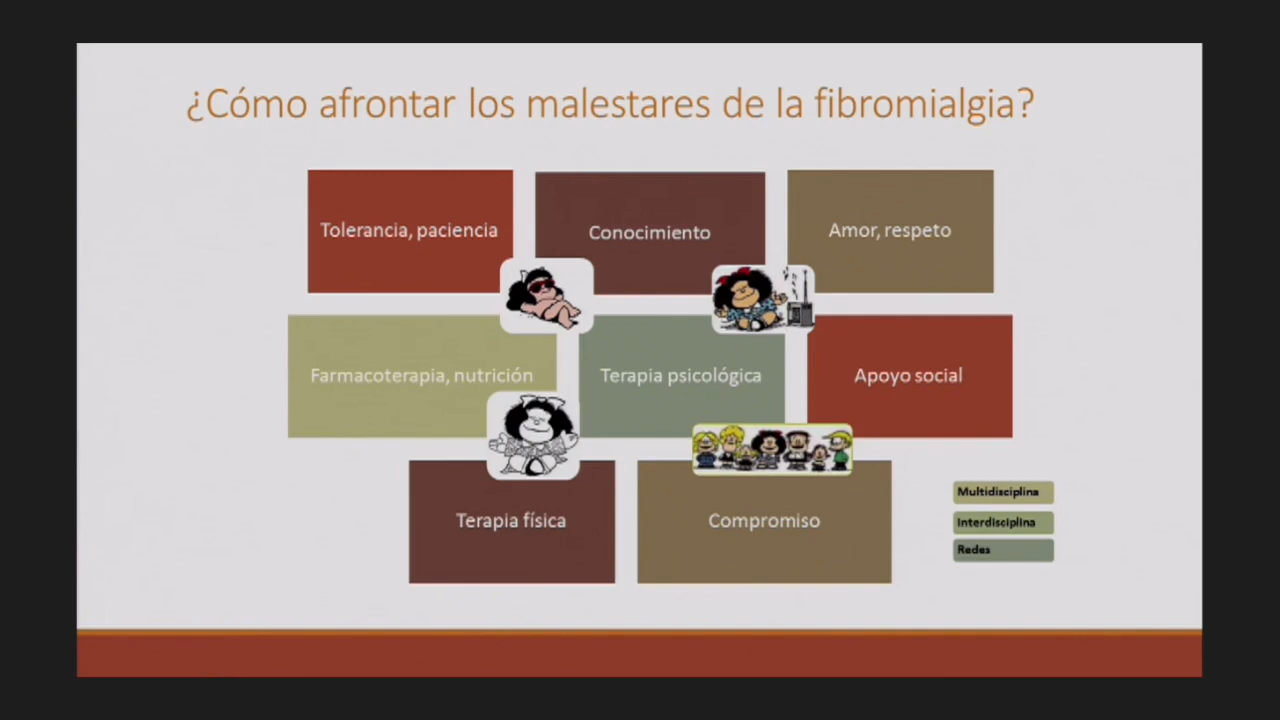 ¿Cómo afrontar los malestares de la fibromialgia?
Tolerancia, paciencia
Conocimiento
Amor, respeto
Farmacoterapia, nutrición
Terapia psicológica
Apoyo social
Terapia física
Compromiso
Multidisciplina
Interdisciplina
Redes